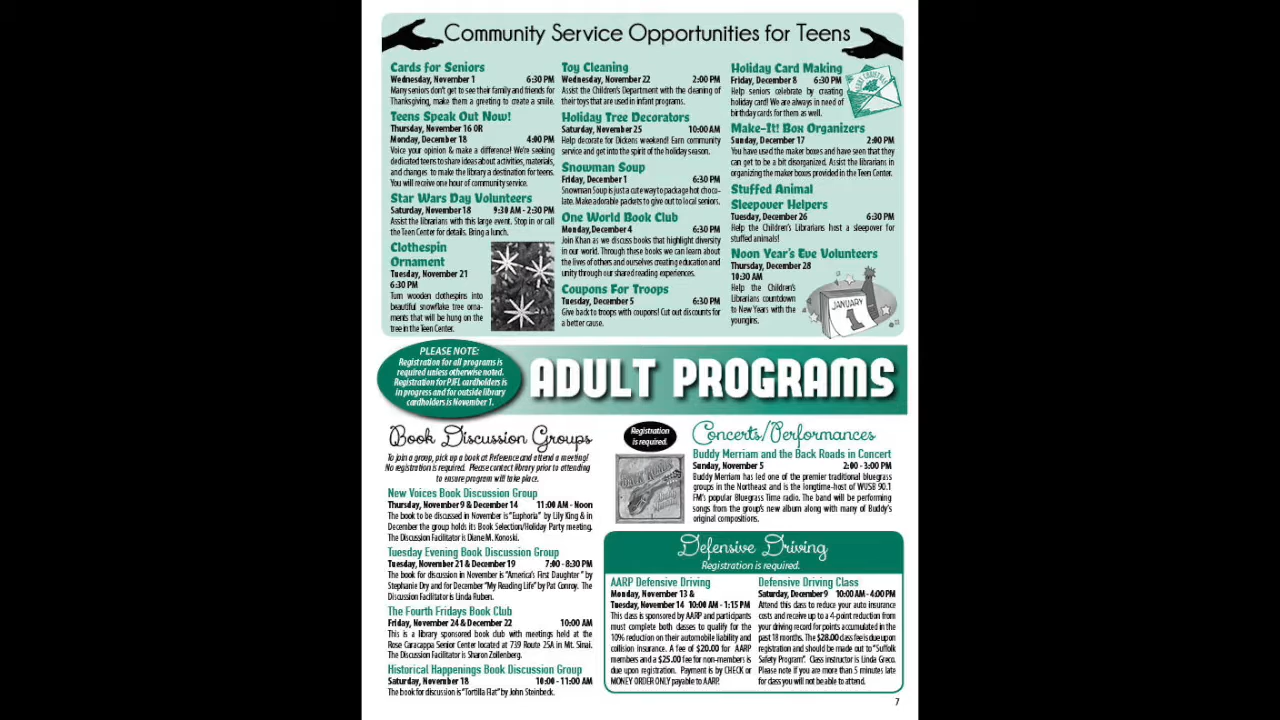 Community Service Opportunities for Teens
Cards for Seniors
Wednesday, November 1 6:30 PM
Many seniors don't get to see their family and friends for
Thanksgiving, make them a greeting to create a smile.
Teens Speak Out Now!
Thursday, November 16 OR
Monday, December 18 4:00 PM
Voice your opinion & make a difference! We're seeking
dedicated teens to share ideas about activities, materials,
and changes to make the library a destination for teens.
You will receive one hour of community service.
Star Wars Day Volunteers
Saturday, November 18 9:30 AM - 2:30 PM
Assist the librarians with this large event. Stop in or call
the Teen Center for details. Bring a lunch.
Clothespin
Ornament
Tuesday, November 21
6:30 PM
Turn wooden clothespins into
beautiful snowflake tree orna-
ments that will be hung on the
tree in the Teen Center.
Toy Cleaning
Wednesday, November 22 2:00 PM
Assist the Children's Department with the cleaning of
their toys that are used in infant programs.
Holiday Tree Decorators
Saturday, November 25 10:00 AM
Help decorate for Dickens weekend! Earn community
service and get into the spirit of the holiday season.
Snowman Soup
Friday, December 1 6:30 PM
Snowman Soup is just a cute way to package hot choco-
late. Make adorable packets to give out to local seniors.
One World Book Club
Monday, December 4 6:30 PM
Join Khan as we discuss books that highlight diversity
in our world. Through these books we can learn about
the lives of others and ourselves creating education and
unity through our shared reading experiences.
Coupons For Troops
Tuesday, December 5 6:30 PM
Give back to troops with coupons! Cut out discounts for
a better cause.
Holiday Card Making
Friday, December 8 6:30 PM
Help seniors celebrate by creating
holiday card! We are always in need of
birthday cards for them as well.
Make-It! Box Organizers
Sunday, December 17 2:00 PM
You have used the maker boxes and have seen that they
can get to be a bit disorganized. Assist the librarians in
organizing the maker boxes provided in the Teen Center.
Stuffed Animal
Sleepover Helpers
Tuesday, December 26 6:30 PM
Help the Children's Librarians host a sleepover for
stuffed animals!
Noon Year's Eve Volunteers
Thursday, December 28
10:30 AM
Help the Children's
Librarians countdown
to New Years with the
youngins.
JANUARY
1
PLEASE NOTE:
Registration for all programs is
required unless otherwise noted.
Registration for PJFL cardholders is
in progress and for outside library
cardholders is November 1.
ADULT PROGRAMS
Book Discussion Groups
To join a group, pick up a book at Reference and attend a meeting!
No registration is required. Please contact library prior to attending
to ensure program will take place.
New Voices Book Discussion Group
Thursday, November 9 & December 14 11:00 AM - Noon
The book to be discussed in November is "Euphoria" by Lily King & in
December the group holds its Book Selection/Holiday Party meeting.
The Discussion Facilitator is Diane M. Konoski.
Tuesday Evening Book Discussion Group
Tuesday, November 21 & December 19 7:00 - 8:30 PM
The book for discussion in November is "America's First Daughter " by
Stephanie Dry and for December "My Reading Life" by Pat Conroy. The
Discussion Facilitator is Linda Ruben.
The Fourth Fridays Book Club
Friday, November 24 & December 22 10:00 AM
This is a library sponsored book club with meetings held at the
Rose Caracappa Senior Center located at 739 Route 25A in Mt. Sinai.
The Discussion Facilitator is Sharon Zollenberg.
Historical Happenings Book Discussion Group
Saturday, November 18 10:00 - 11:00 AM
The book for discussion is "Tortilla Flat" by John Steinbeck.
Registration
is required.
Concerts/Performances
Buddy Merriam and the Back Roads in Concert
Sunday, November 5 2:00 - 3:00 PM
Buddy Merriam has led one of the premier traditional bluegrass
groups in the Northeast and is the longtime-host of WUSB 90.1
FM's popular Bluegrass Time radio. The band will be performing
songs from the group's new album along with many of Buddy's
original compositions.
Defensive Driving
Registration is required.
AARP Defensive Driving
Monday, November 13 &
Tuesday, November 14 10:00 AM - 1:15 PM
This class is sponsored by AARP and participants
must complete both classes to qualify for the
10% reduction on their automobile liability and
collision insurance. A fee of $20.00 for AARP
members and a $25.00 fee for non-members is
due upon registration. Payment is by CHECK or
MONEY ORDER ONLY payable to AARP.
Defensive Driving Class
Saturday, December 9 10:00 AM - 4:00 PM
Attend this class to reduce your auto insurance
costs and receive up to a 4-point reduction from
your driving record for points accumulated in the
past 18 months. The $28.00 class fee is due upon
registration and should be made out to "Suffolk
Safety Program". Class instructor is Linda Greco.
Please note if you are more than 5 minutes late
for class you will not be able to attend.
7